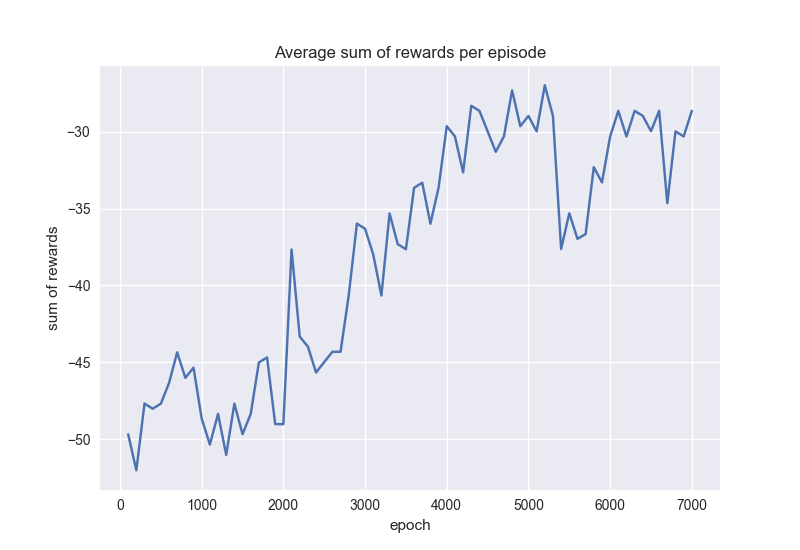 Average sum of rewards per episode
−30
−35
−40
−45
−50
sum of rewards
0 1000 2000 3000 4000 5000 6000 7000
epoch